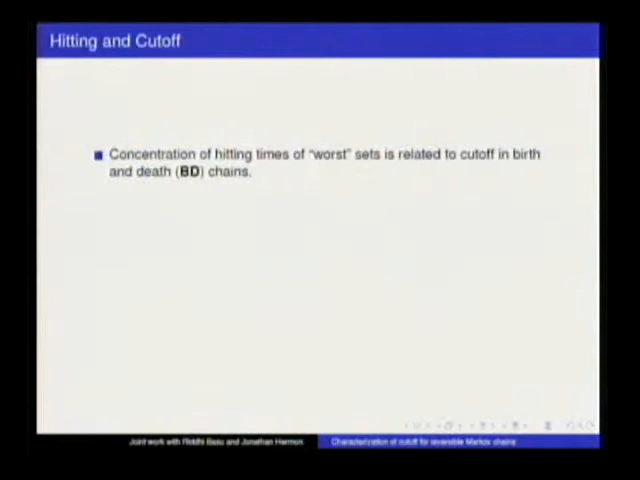 Hitting and Cutoff
Concentration of hitting times of "worst" sets is related to cutoff in birth
and death (BD) chains.
Joint work with Riddhi Basu and Jonathan Hermon
Characterization of cutoff for reversible Markov chains